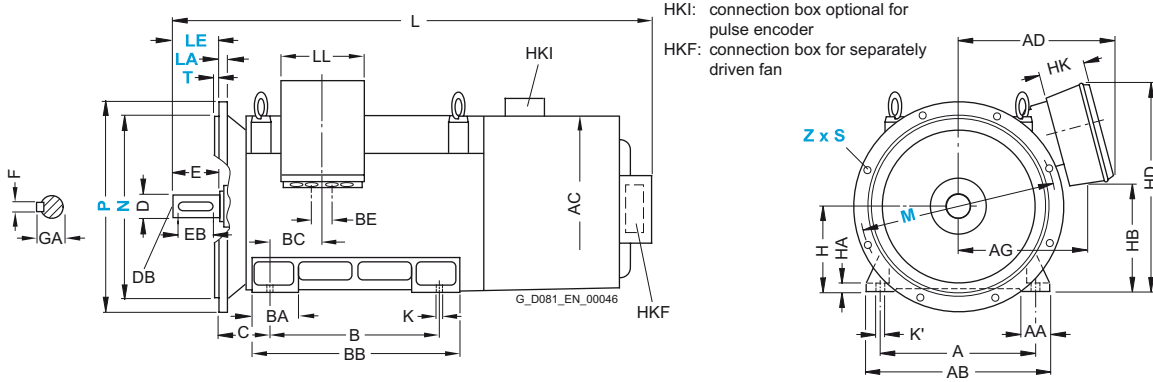 L
LE
LA
T
LL
HKI
HKI: connection box optional for
pulse encoder
HKF: connection box for separately
driven fan
AD
HK
Z x S
F
GA
P
N
D
E
EB
DB
BE
BC
AC
M
H
HA
AG
HB
HD
G_D081_EN_00046
HKF
BA
K
C
B
BB
K'
AA
A
AB